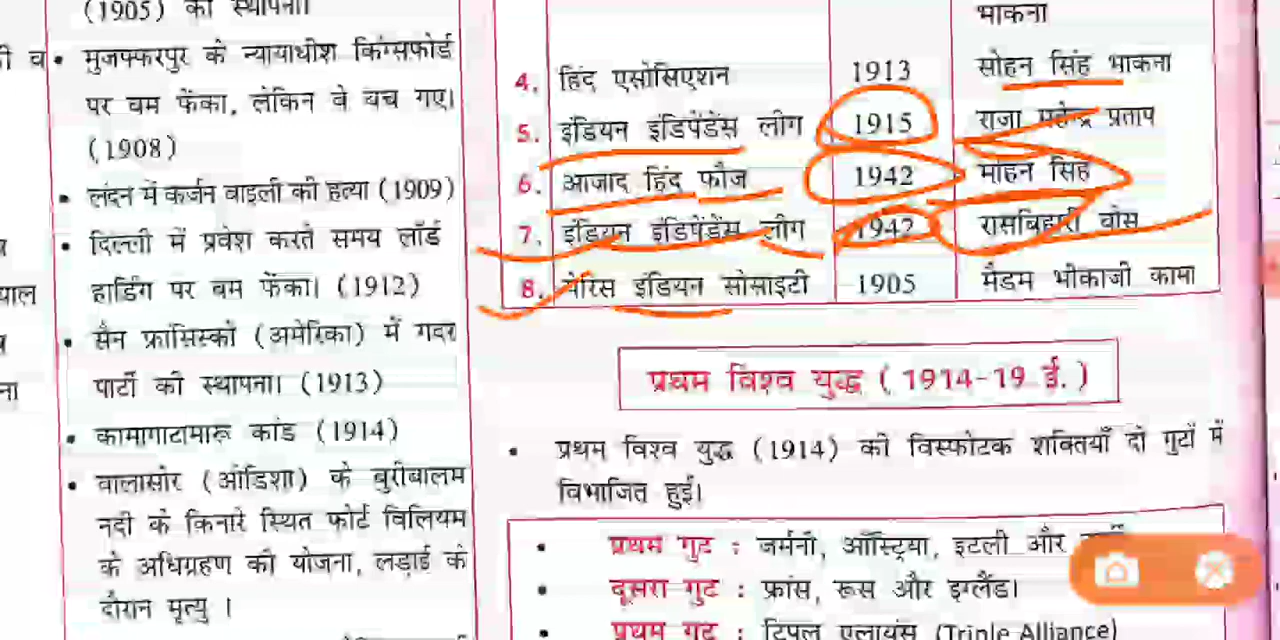 (1905) की स्थापना।
मुजफ्फरपुर के न्यायाधीश किंग्सफोर्ड
पर बम फेंका, लेकिन वे बच गए।
(1908)
लंदन में कर्जन वाइली की हत्या (1909)
दिल्ली में प्रवेश करते समय लॉर्ड
हार्डिंग पर बम फेंका। (1912)
सैन फ्रांसिस्को (अमेरिका) में गदर
पार्टी की स्थापना। (1913)
कामागाटामारू कांड (1914)
बालासोर (ओडिशा) के बुरीबालम
नदी के किनारे स्थित फोर्ट विलियम
के अधिग्रहण की योजना, लड़ाई के
दौरान मृत्यु ।
भाकना
4. हिंद एसोसिएशन 1913 सोहन सिंह भाकना
5. इंडियन इंडिपेंडेंस लीग 1915 राजा महेन्द्र प्रताप
6. आजाद हिंद फौज 1942 मोहन सिंह
7. इंडियन इंडिपेंडेंस लीग 1942 रासबिहारी बोस
8. पेरिस इंडियन सोसाइटी 1905 मैडम भीकाजी कामा
प्रथम विश्व युद्ध ( 1914-19 ई. )
प्रथम विश्व युद्ध (1914) की विस्फोटक शक्तियाँ दो गुटों में
विभाजित हुई।
प्रथम गुट : जर्मनी, ऑस्ट्रिया, इटली और
दूसरा गुट : फ्रांस, रूस और इंग्लैंड।
प्रथम गुट : ट्रिपल एलायंस (Triple Alliance)